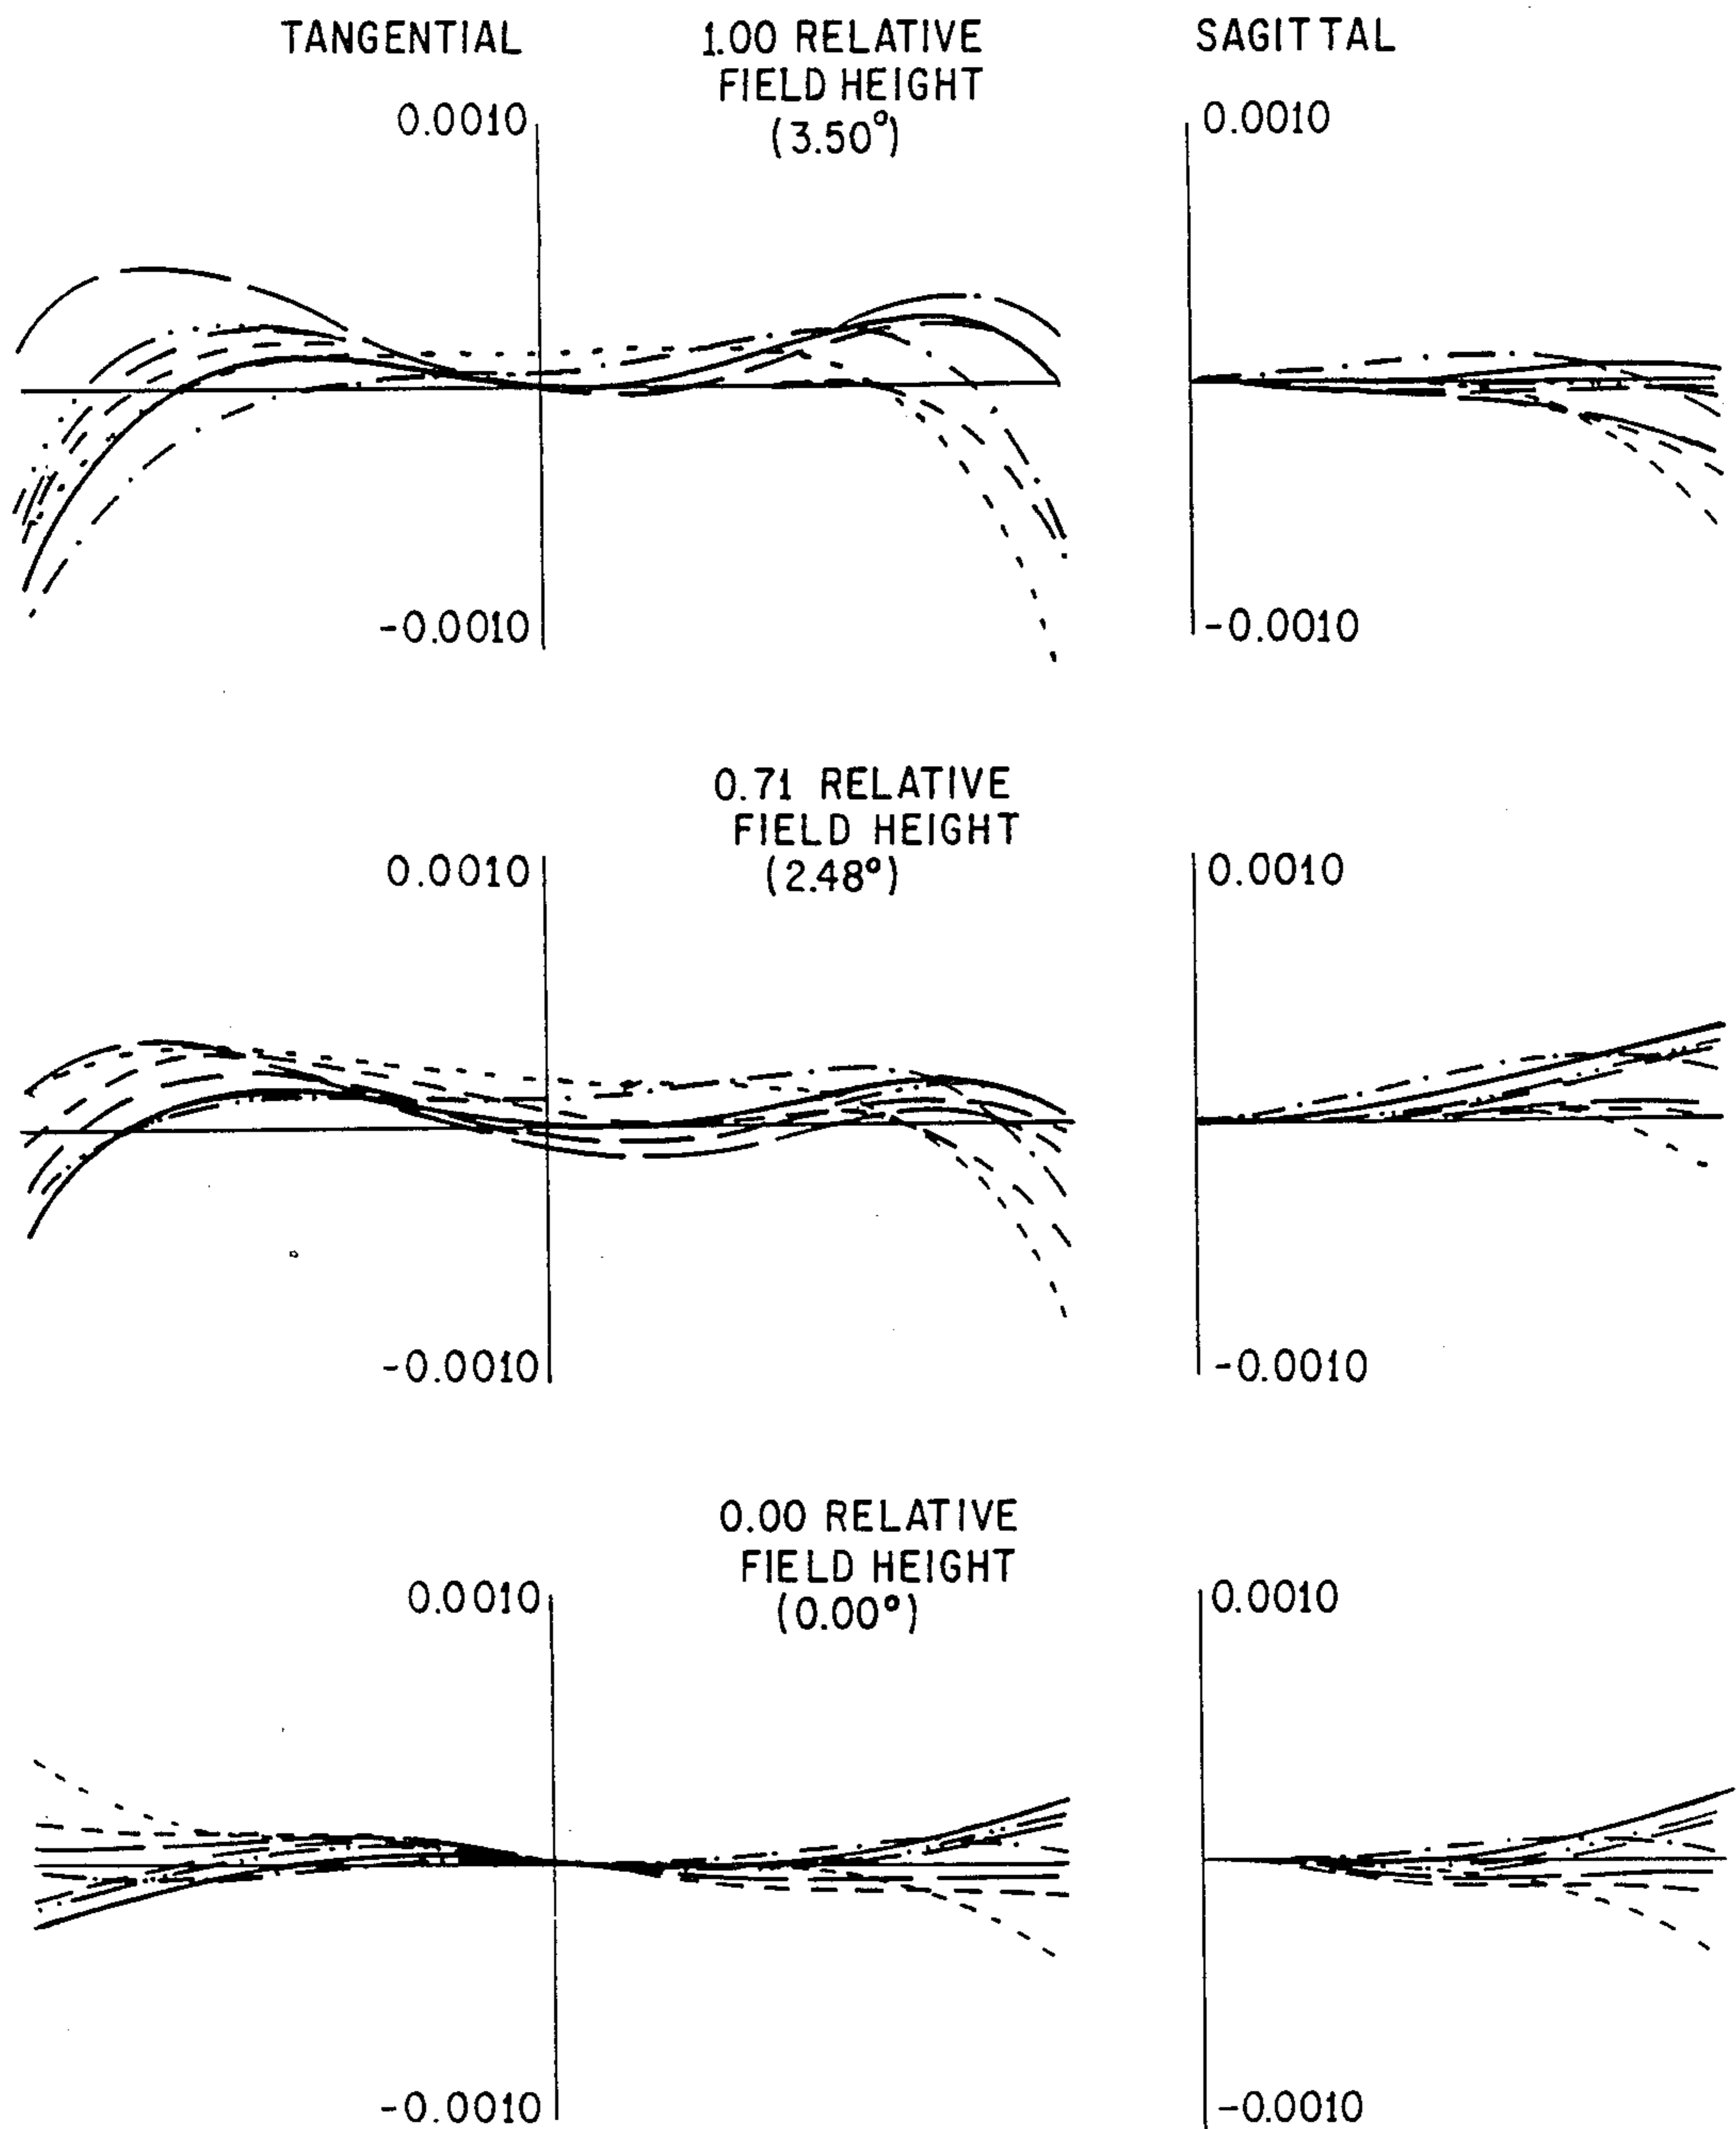 TANGENTIAL
1.00 RELATIVE
FIELD HEIGHT
(3.50°)
SAGITTAL
0.0010
0.0010
-0.0010
-0.0010
0.71 RELATIVE
FIELD HEIGHT
(2.48°)
0.0010
0.0010
-0.0010
-0.0010
0.00 RELATIVE
FIELD HEIGHT
(0.00°)
0.0010
0.0010
-0.0010
-0.0010